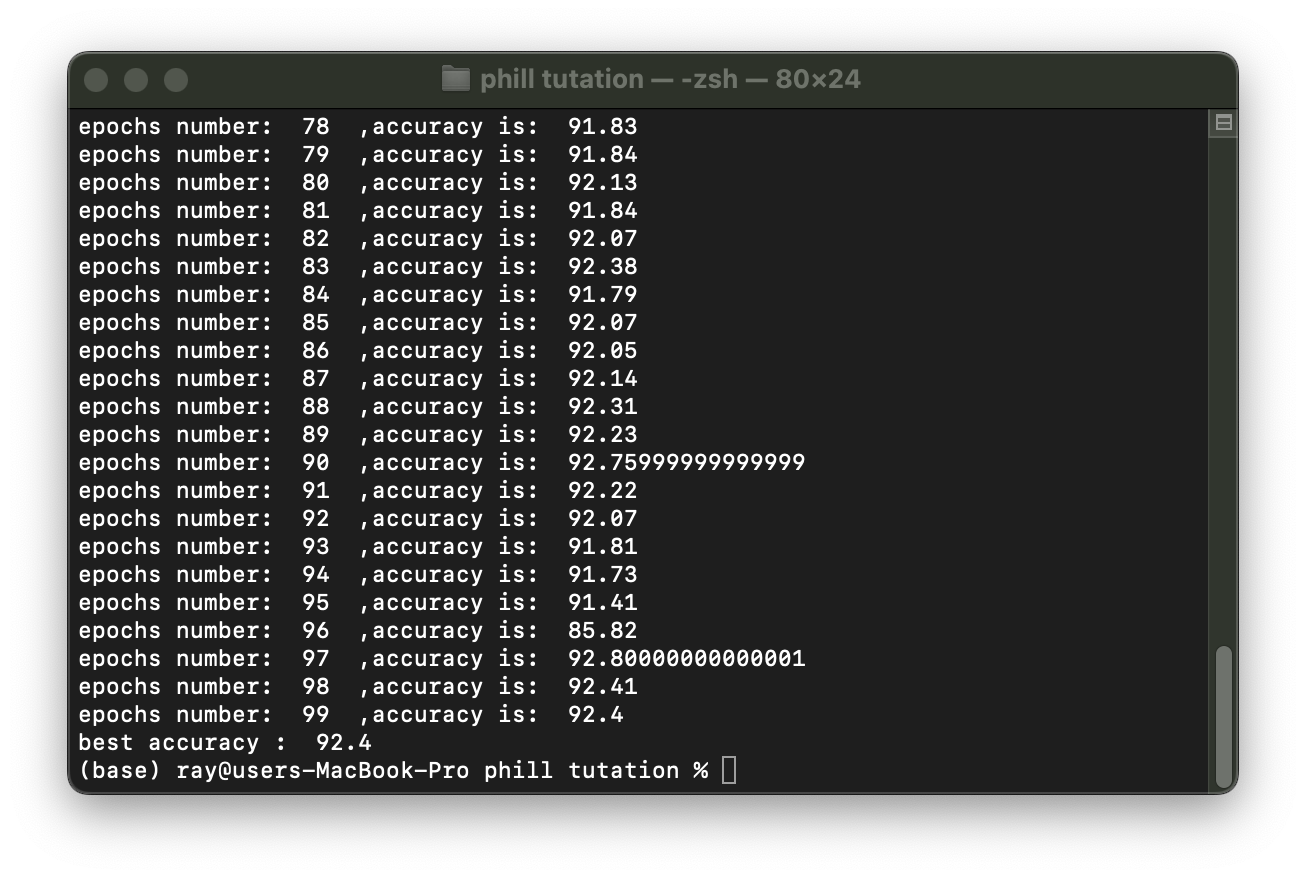 phill tutation — -zsh — 80×24
epochs number:  78  ,accuracy is:  91.83
epochs number:  79  ,accuracy is:  91.84
epochs number:  80  ,accuracy is:  92.13
epochs number:  81  ,accuracy is:  91.84
epochs number:  82  ,accuracy is:  92.07
epochs number:  83  ,accuracy is:  92.38
epochs number:  84  ,accuracy is:  91.79
epochs number:  85  ,accuracy is:  92.07
epochs number:  86  ,accuracy is:  92.05
epochs number:  87  ,accuracy is:  92.14
epochs number:  88  ,accuracy is:  92.31
epochs number:  89  ,accuracy is:  92.23
epochs number:  90  ,accuracy is:  92.75999999999999
epochs number:  91  ,accuracy is:  92.22
epochs number:  92  ,accuracy is:  92.07
epochs number:  93  ,accuracy is:  91.81
epochs number:  94  ,accuracy is:  91.73
epochs number:  95  ,accuracy is:  91.41
epochs number:  96  ,accuracy is:  85.82
epochs number:  97  ,accuracy is:  92.80000000000001
epochs number:  98  ,accuracy is:  92.41
epochs number:  99  ,accuracy is:  92.4
best accuracy :  92.4
(base) ray@users-MacBook-Pro phill tutation %